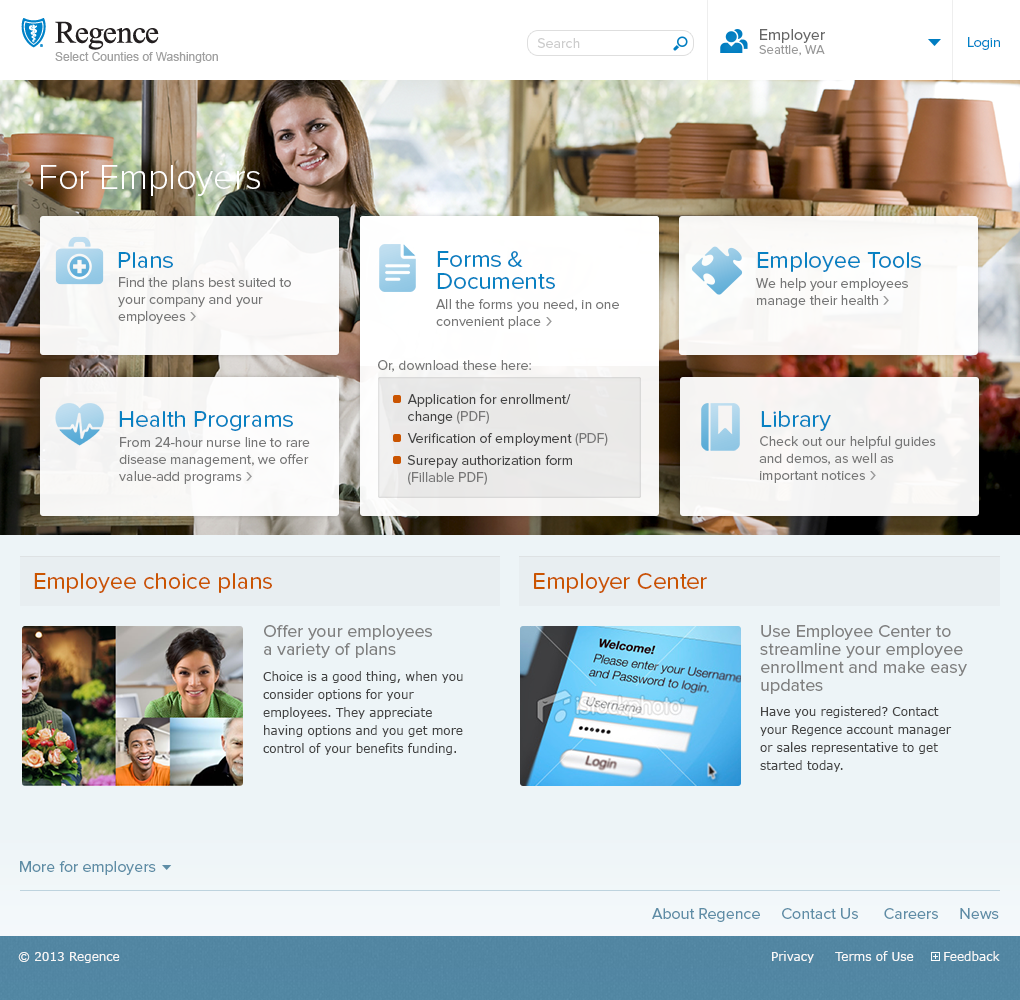 Regence
Select Counties of Washington
Search
Employer
Seattle, WA
Login
For Employers
Plans
Find the plans best suited to
your company and your
employees >
Forms &
Documents
All the forms you need, in one
convenient place >
Or, download these here:
Application for enrollment/
change (PDF)
Verification of employment (PDF)
Surepay authorization form
(Fillable PDF)
Employee Tools
We help your employees
manage their health >
Health Programs
From 24-hour nurse line to rare
disease management, we offer
value-add programs >
Library
Check out our helpful guides
and demos, as well as
important notices >
Employee choice plans
Offer your employees
a variety of plans
Choice is a good thing, when you
consider options for your
employees. They appreciate
having options and you get more
control of your benefits funding.
Employer Center
Welcome!
Please enter your Username
and Password to login.
Username
iStockphoto
••••••
Login
Use Employee Center to
streamline your employee
enrollment and make easy
updates
Have you registered? Contact
your Regence account manager
or sales representative to get
started today.
More for employers
About Regence
Contact Us
Careers
News
© 2013 Regence
Privacy
Terms of Use
Feedback